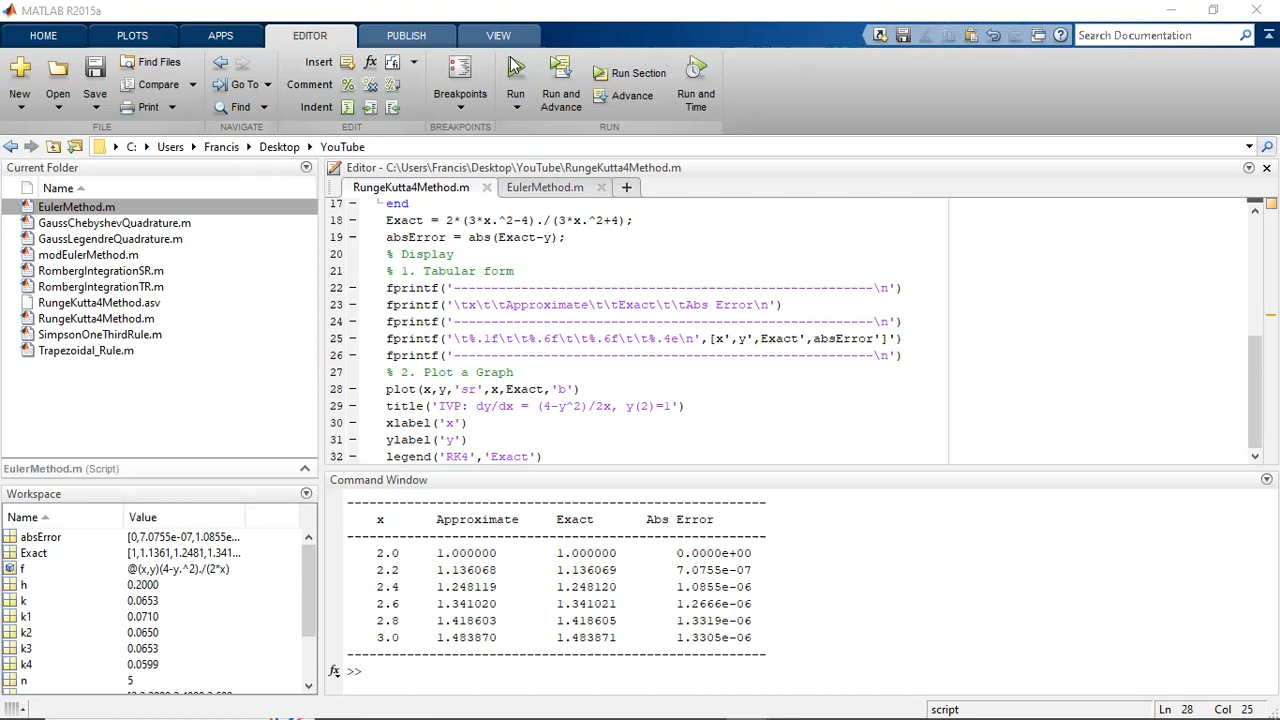 MATLAB R2015a
HOME PLOTS APPS EDITOR PUBLISH VIEW Search Documentation
New Open Save Find Files Compare Print Go To Find Insert fx Comment Indent Breakpoints Run Run and Advance Run Section Advance Run and Time
FILE NAVIGATE EDIT BREAKPOINTS RUN
C: Users Francis Desktop YouTube
Current Folder
Name
EulerMethod.m
GaussChebyshevQuadrature.m
GaussLegendreQuadrature.m
modEulerMethod.m
RombergIntegrationSR.m
RombergIntegrationTR.m
RungeKutta4Method.asv
RungeKutta4Method.m
SimpsonOneThirdRule.m
Trapezoidal_Rule.m
EulerMethod.m (Script)
Workspace
Name Value
absError [0,7.0755e-07,1.0855e...
Exact [1,1.1361,1.2481,1.341...
f @(x,y)(4-y.^2)./(2*x)
h 0.2000
k 0.0653
k1 0.0710
k2 0.0650
k3 0.0653
k4 0.0599
n 5
Editor - C:\Users\Francis\Desktop\YouTube\RungeKutta4Method.m
RungeKutta4Method.m EulerMethod.m
17 end
18 Exact = 2*(3*x.^2-4)./(3*x.^2+4);
19 absError = abs(Exact-y);
20 % Display
21 % 1. Tabular form
22 fprintf('--------------------------------------------------------\n')
23 fprintf('\tx\t\tApproximate\t\tExact\t\tAbs Error\n')
24 fprintf('--------------------------------------------------------\n')
25 fprintf('\t%.1f\t\t%.6f\t\t%.6f\t\t%.4e\n',[x',y',Exact',absError']')
26 fprintf('--------------------------------------------------------\n')
27 % 2. Plot a Graph
28 plot(x,y,'sr',x,Exact,'b')
29 title('IVP: dy/dx = (4-y^2)/2x, y(2)=1')
30 xlabel('x')
31 ylabel('y')
32 legend('RK4','Exact')
Command Window
--------------------------------------------------------
x Approximate Exact Abs Error
--------------------------------------------------------
2.0 1.000000 1.000000 0.0000e+00
2.2 1.136068 1.136069 7.0755e-07
2.4 1.248119 1.248120 1.0855e-06
2.6 1.341020 1.341021 1.2666e-06
2.8 1.418603 1.418605 1.3319e-06
3.0 1.483870 1.483871 1.3305e-06
--------------------------------------------------------
fx >>
script Ln 28 Col 25